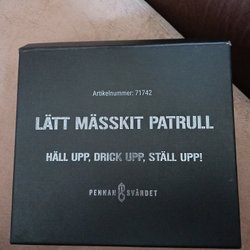 Artikelnummer: 71742
LÄTT MÄSSKIT PATRULL
HÄLL UPP, DRICK UPP, STÄLL UPP!
PENNAN SVÄRDET